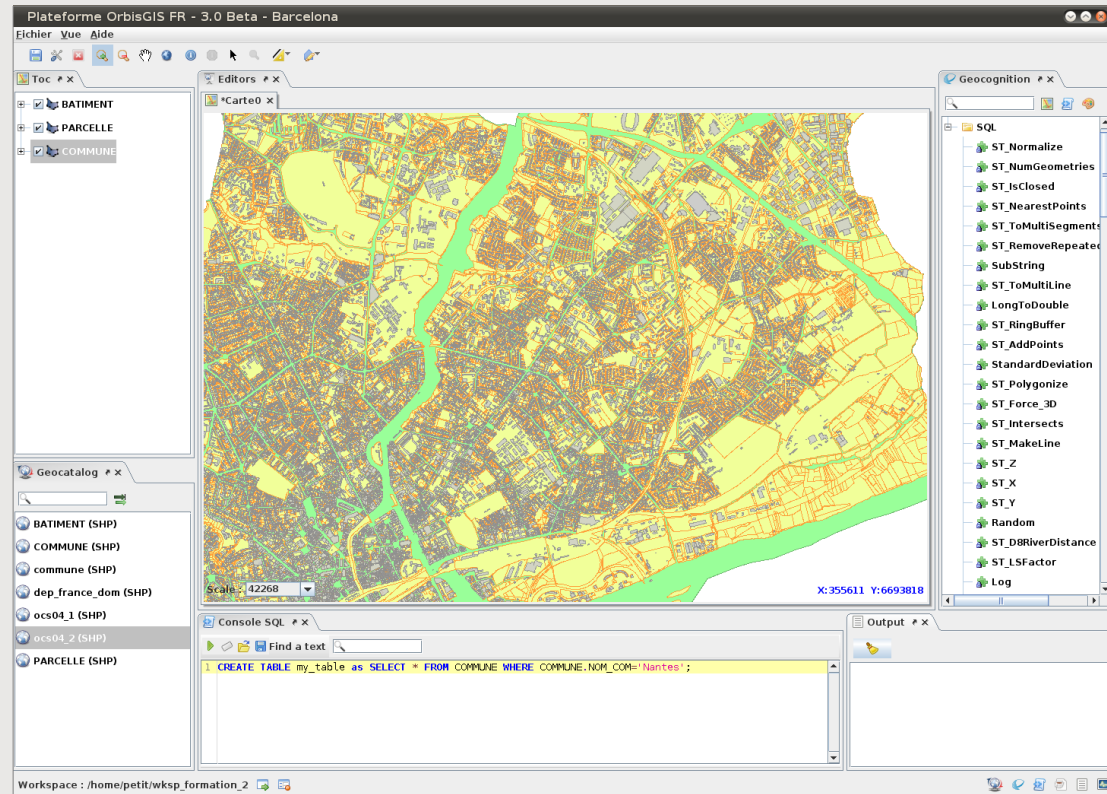 Plateforme OrbisGIS FR - 3.0 Beta - Barcelona
Fichier Vue Aide
Toc
BATIMENT
PARCELLE
COMMUNE
Editors
*Carte0
Scale : 42268
X:355611 Y:6693818
Geocognition
SQL
ST_Normalize
ST_NumGeometries
ST_IsClosed
ST_NearestPoints
ST_ToMultiSegments
ST_RemoveRepeated
SubString
ST_ToMultiLine
LongToDouble
ST_RingBuffer
ST_AddPoints
StandardDeviation
ST_Polygonize
ST_Force_3D
ST_Intersects
ST_MakeLine
ST_Z
ST_X
ST_Y
Random
ST_D8RiverDistance
ST_LSFactor
Log
Geocatalog
BATIMENT (SHP)
COMMUNE (SHP)
commune (SHP)
dep_france_dom (SHP)
ocs04_1 (SHP)
ocs04_2 (SHP)
PARCELLE (SHP)
Console SQL
Find a text
1 CREATE TABLE my_table as SELECT * FROM COMMUNE WHERE COMMUNE.NOM_COM='Nantes';
Output
Workspace : /home/petit/wksp_formation_2